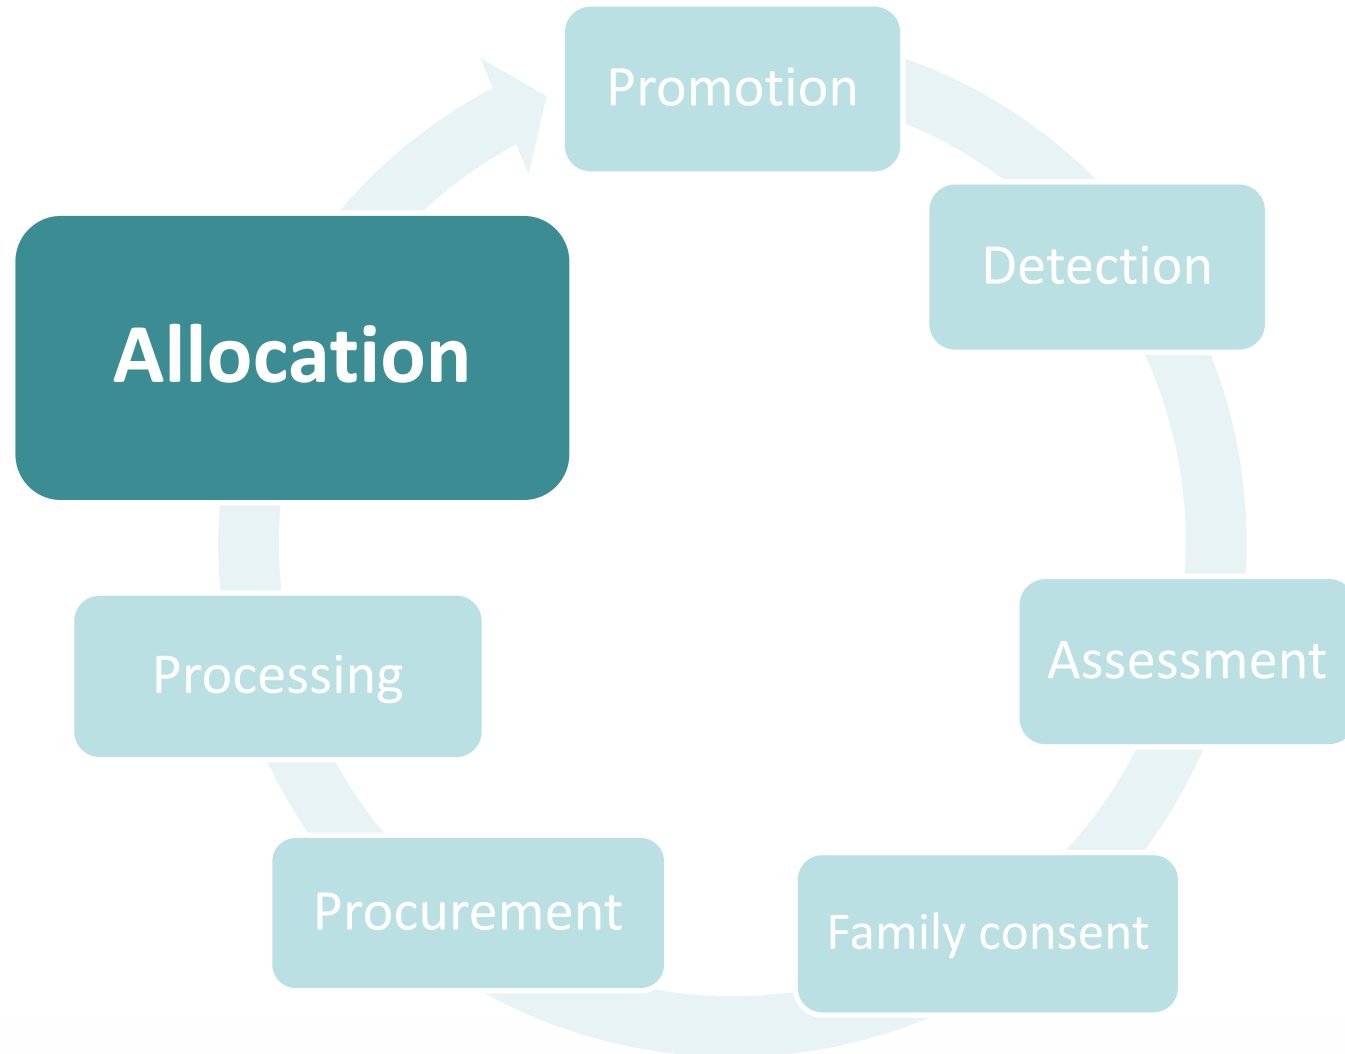 Promotion
Detection
Assessment
Family consent
Procurement
Processing
Allocation